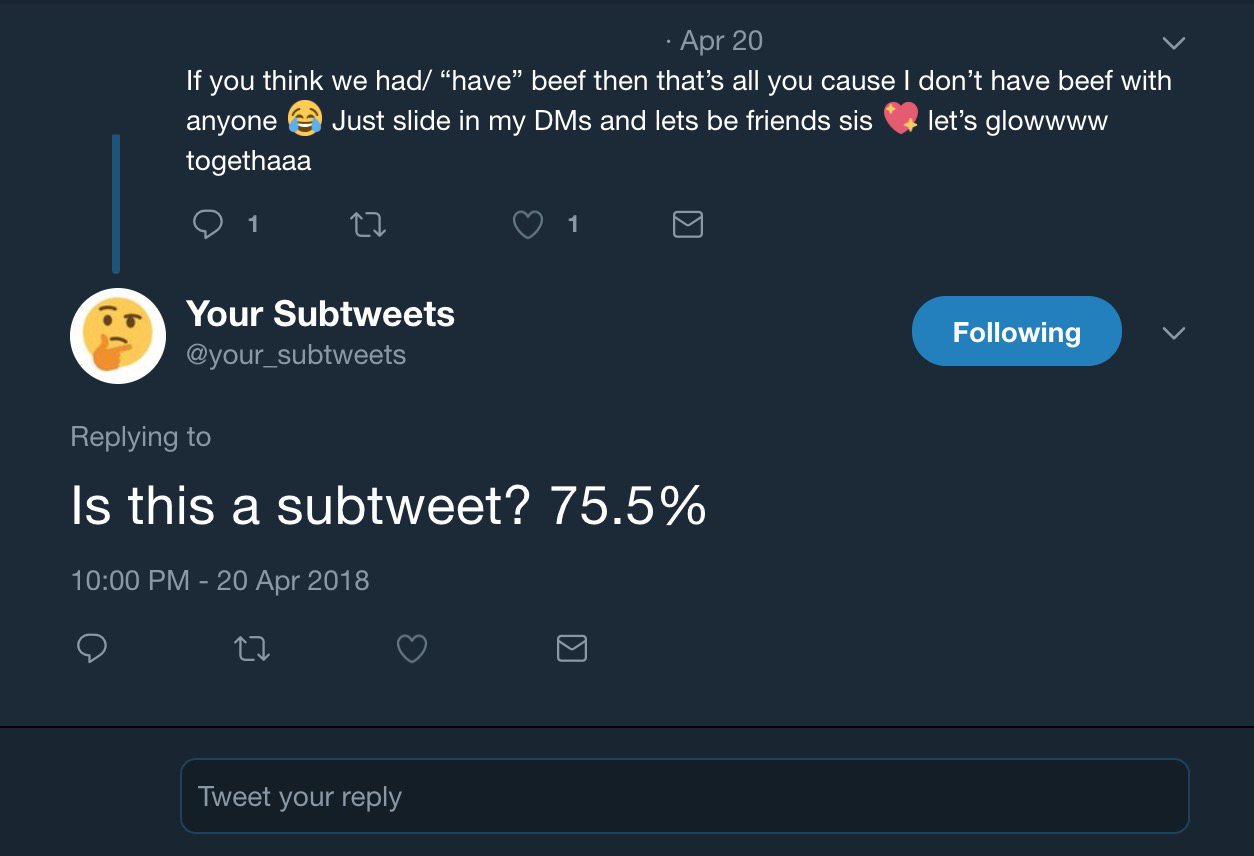 · Apr 20
If you think we had/ “have” beef then that’s all you cause I don’t have beef with
anyone 😂 Just slide in my DMs and lets be friends sis 💖 let’s glowwww
togethaaa
1 1
Your Subtweets
@your_subtweets
Following
Replying to
Is this a subtweet? 75.5%
10:00 PM - 20 Apr 2018
Tweet your reply